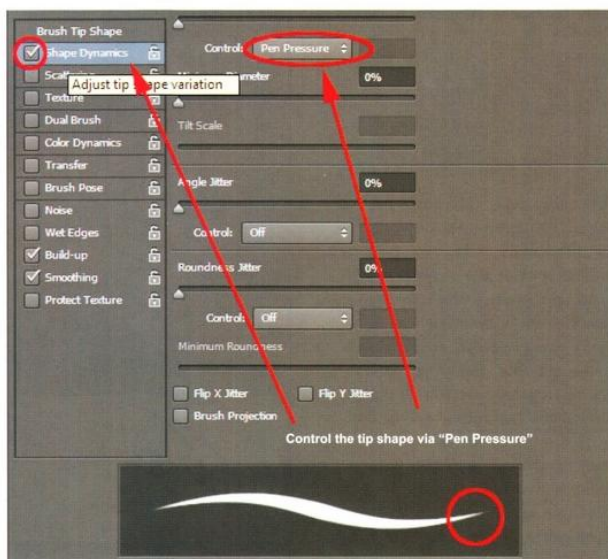 Brush Tip Shape
Shape Dynamics
Scattering
Adjust tip shape variation
Texture
Dual Brush
Color Dynamics
Transfer
Brush Pose
Noise
Wet Edges
Build-up
Smoothing
Protect Texture
Control: Pen Pressure
Diameter 0%
Tilt Scale
Angle Jitter 0%
Control: Off
Roundness Jitter 0%
Control: Off
Minimum Roundness
Flip X Jitter Flip Y Jitter
Brush Projection
Control the tip shape via “Pen Pressure”